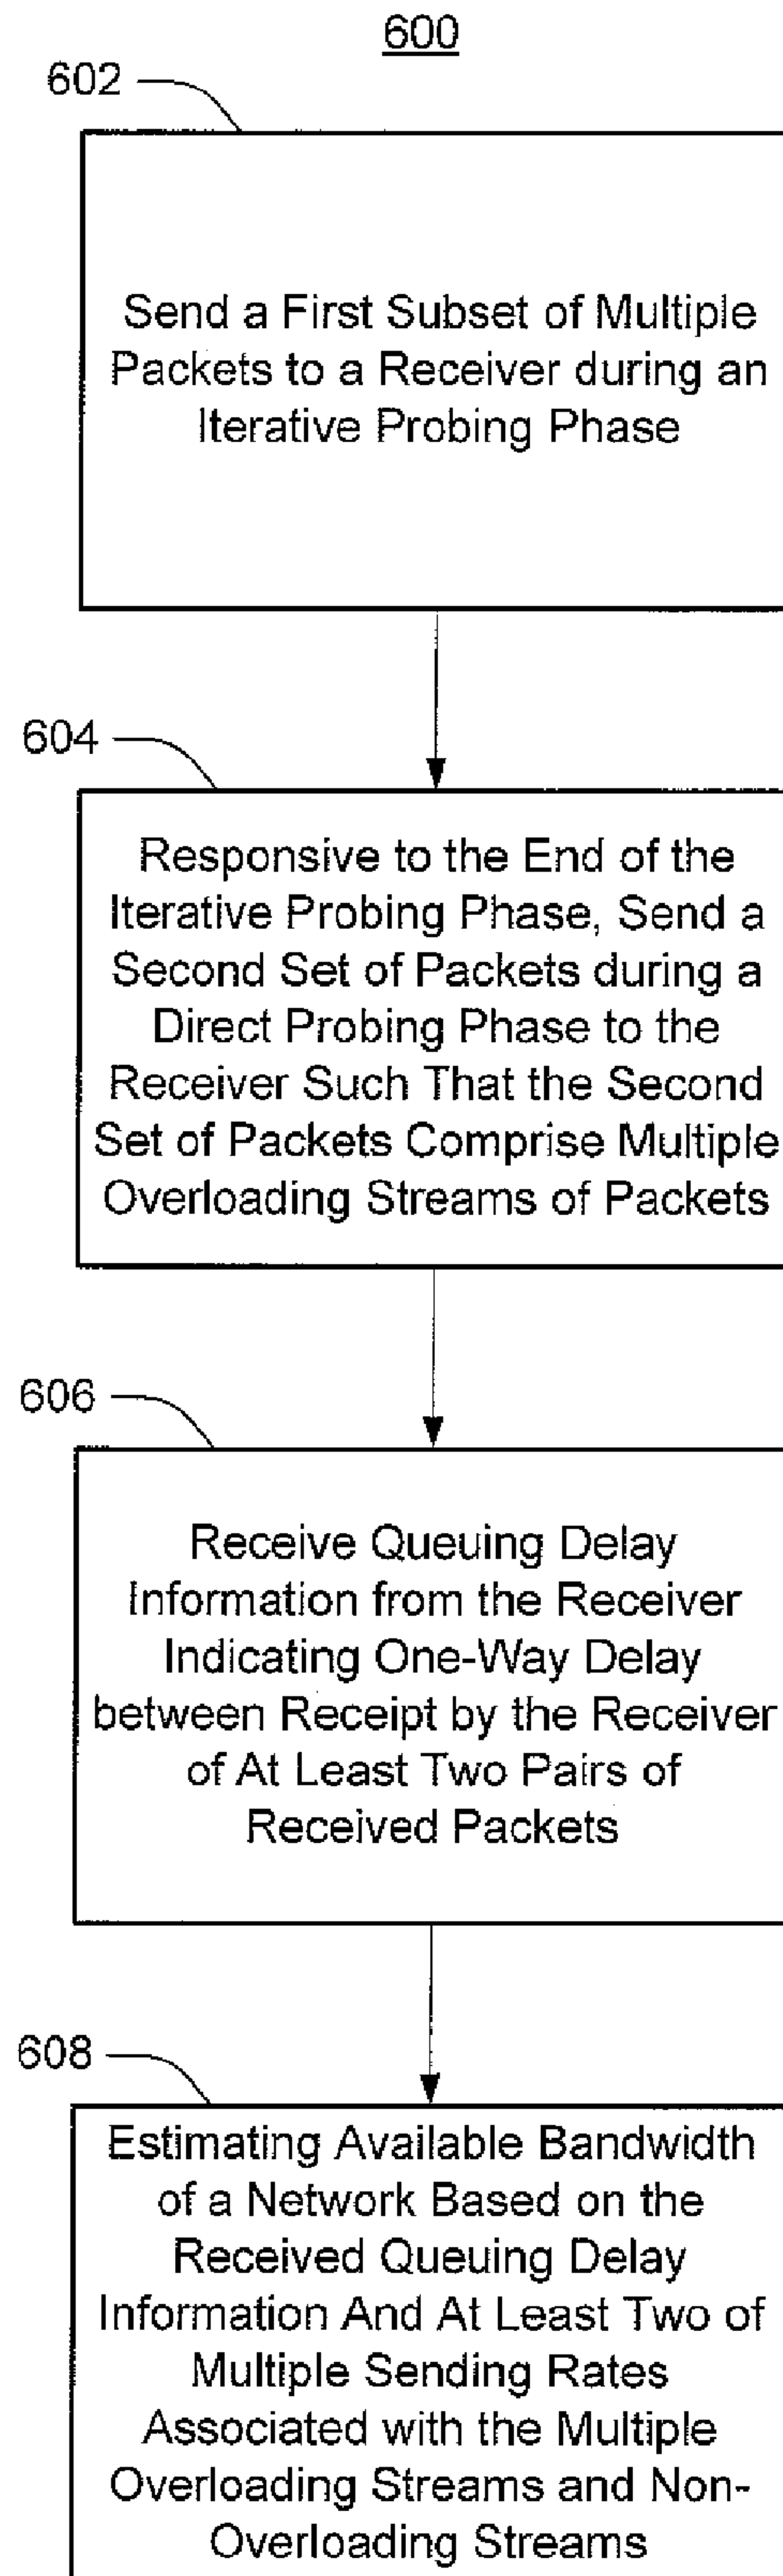 600
602
Send a First Subset of Multiple
Packets to a Receiver during an
Iterative Probing Phase
604
Responsive to the End of the
Iterative Probing Phase, Send a
Second Set of Packets during a
Direct Probing Phase to the
Receiver Such That the Second
Set of Packets Comprise Multiple
Overloading Streams of Packets
606
Receive Queuing Delay
Information from the Receiver
Indicating One-Way Delay
between Receipt by the Receiver
of At Least Two Pairs of
Received Packets
608
Estimating Available Bandwidth
of a Network Based on the
Received Queuing Delay
Information And At Least Two of
Multiple Sending Rates
Associated with the Multiple
Overloading Streams and Non-
Overloading Streams